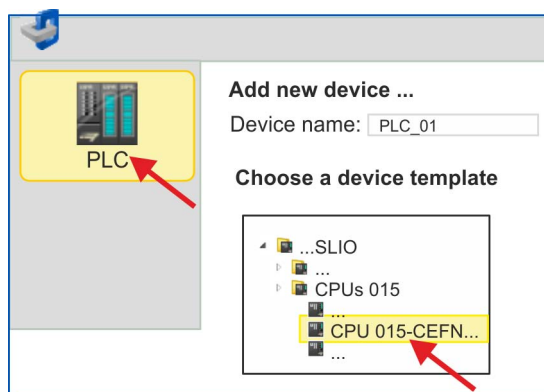 PLC
Add new device ...
Device name: PLC_01
Choose a device template
...SLIO
...
CPUs 015
...
CPU 015-CEFN...
...